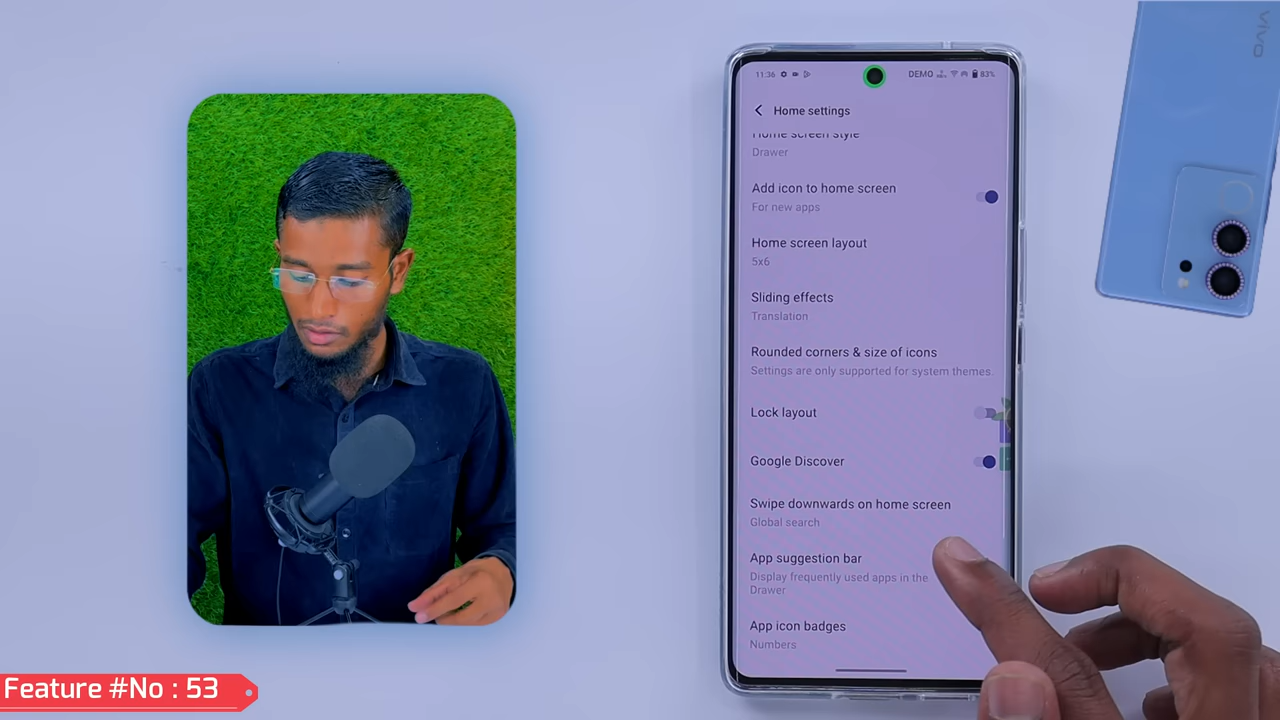 vivo
11:36
DEMO
83%
Home settings
Home screen style
Drawer
Add icon to home screen
For new apps
Home screen layout
5x6
Sliding effects
Translation
Rounded corners & size of icons
Settings are only supported for system themes.
Lock layout
Google Discover
Swipe downwards on home screen
Global search
App suggestion bar
Display frequently used apps in the
Drawer
App icon badges
Numbers
Feature #No : 53